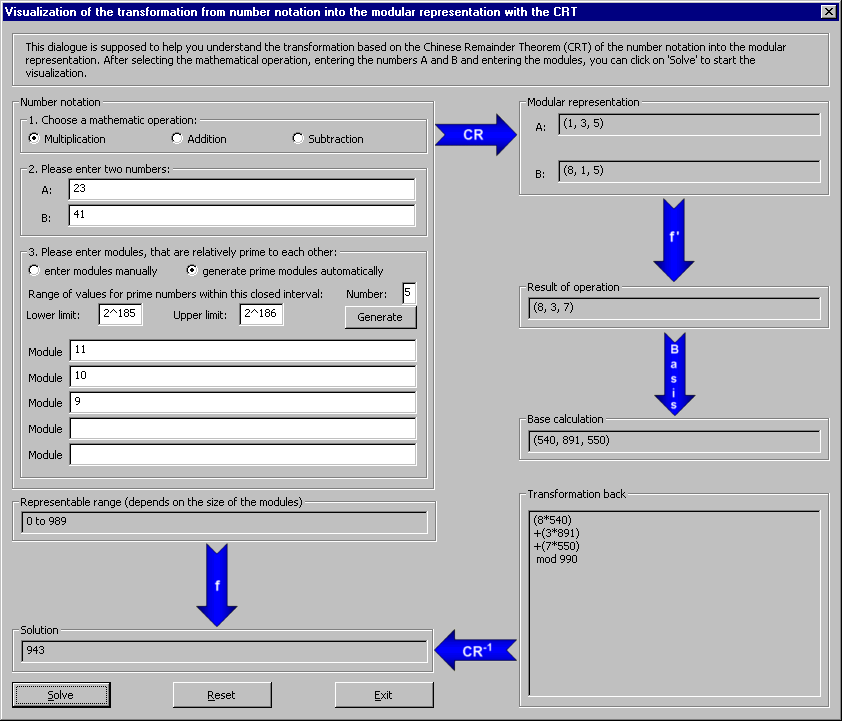 Visualization of the transformation from number notation into the modular representation with the CRT
This dialogue is supposed to help you understand the transformation based on the Chinese Remainder Theorem (CRT) of the number notation into the modular
representation. After selecting the mathematical operation, entering the numbers A and B and entering the modules, you can click on 'Solve' to start the
visualization.
Number notation
1. Choose a mathematic operation:
Multiplication Addition Subtraction
2. Please enter two numbers:
A: 23
B: 41
3. Please enter modules, that are relatively prime to each other:
enter modules manually generate prime modules automatically
Range of values for prime numbers within this closed interval: Number: 5
Lower limit: 2^185 Upper limit: 2^186 Generate
Module 11
Module 10
Module 9
Module
Module
Representable range (depends on the size of the modules)
0 to 989
f
Solution
943
Solve Reset Exit
CR
Modular representation
A: (1, 3, 5)
B: (8, 1, 5)
f'
Result of operation
(8, 3, 7)
Basis
Base calculation
(540, 891, 550)
Transformation back
(8*540)
+(3*891)
+(7*550)
mod 990
CR-1